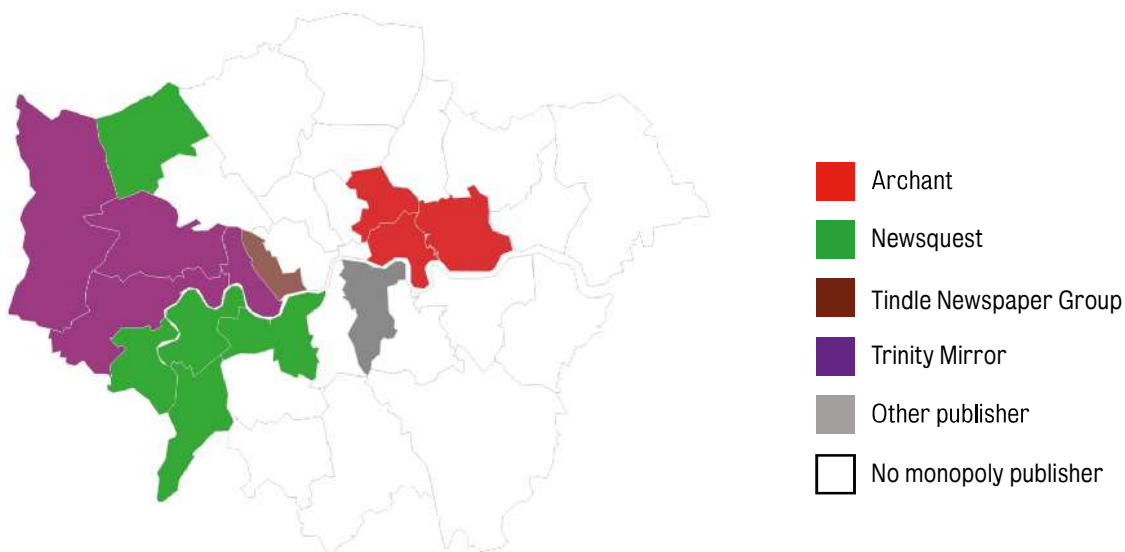 Archant
Newsquest
Tindle Newspaper Group
Trinity Mirror
Other publisher
No monopoly publisher